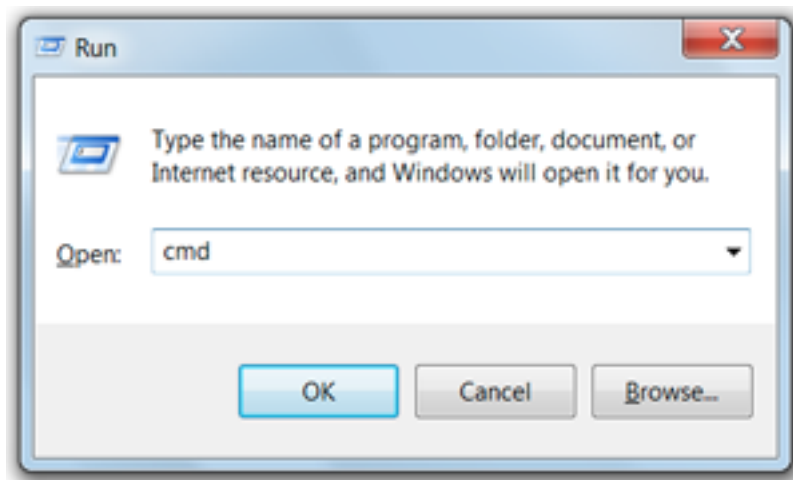 Run
Type the name of a program, folder, document, or
Internet resource, and Windows will open it for you.
Open: cmd
OK Cancel Browse...